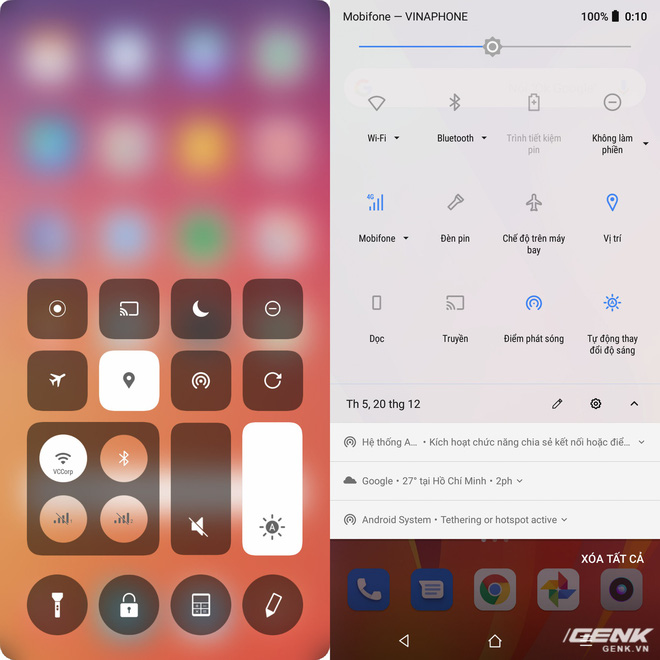 VCCorp
1
2
A
Mobifone — VINAPHONE
100% 0:10
Wi-Fi
Bluetooth
Trình tiết kiệm
pin
Không làm
phiền
4G
Mobifone
Đèn pin
Chế độ trên máy
bay
Vị trí
Dọc
Truyền
Điểm phát sóng
Tự động thay
đổi độ sáng
Th 5, 20 thg 12
Hệ thống A... • Kích hoạt chức năng chia sẻ kết nối hoặc điể...
Google • 27° tại Hồ Chí Minh • 2ph
Android System • Tethering or hotspot active
XÓA TẤT CẢ
GENK
GENK.VN